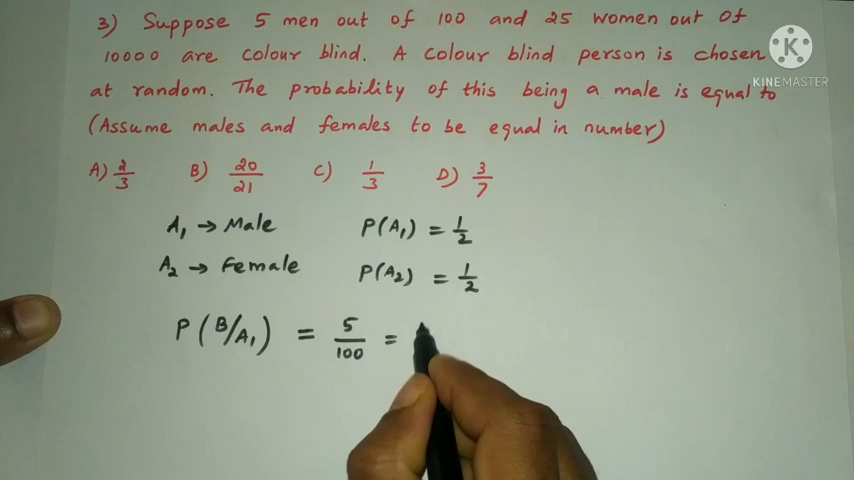 3) Suppose 5 men out of 100 and 25 women out of
10000 are colour blind. A colour blind person is chosen
at random. The probability of this being a male is equal to
(Assume males and females to be equal in number)
A) 2/3 B) 20/21 C) 1/3 D) 3/7
A₁ → Male P(A₁) = 1/2
A₂ → Female P(A₂) = 1/2
P(B/A₁) = 5/100 =
KINEMASTER